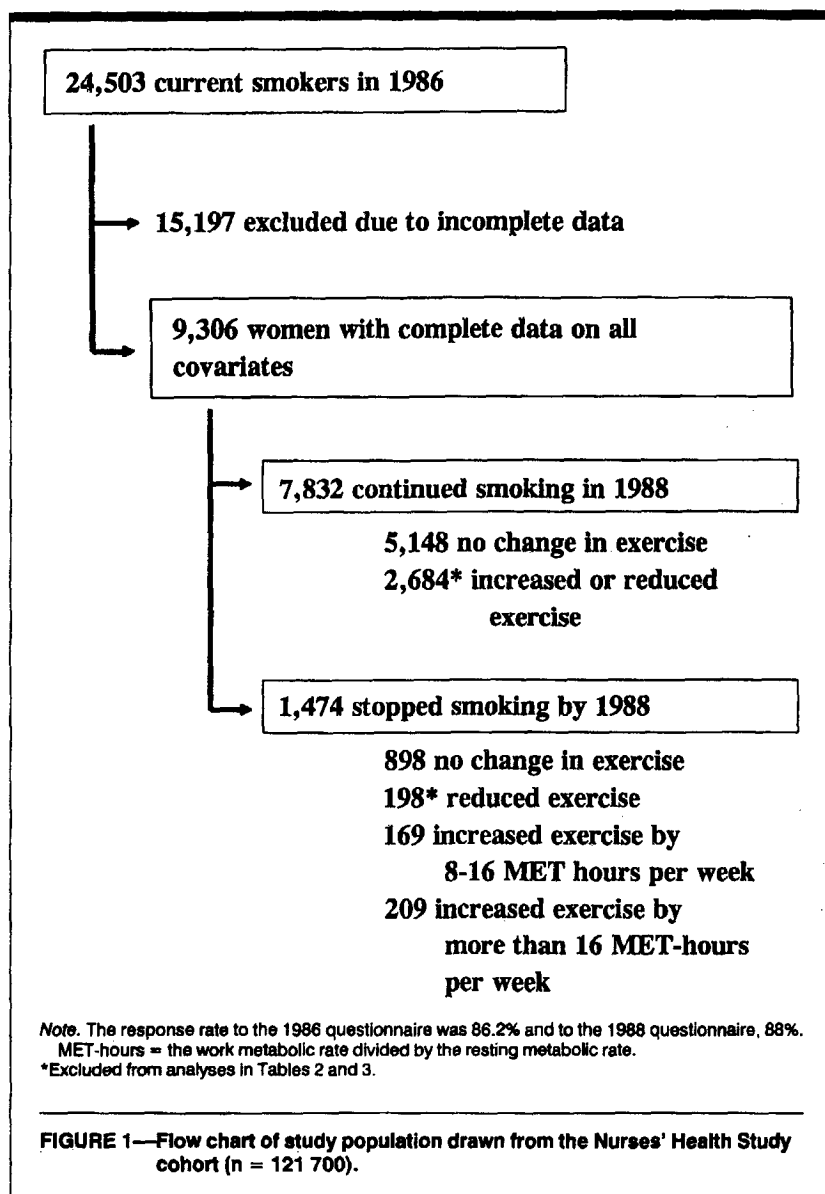 24,503 current smokers in 1986
15,197 excluded due to incomplete data
9,306 women with complete data on all
covariates
7,832 continued smoking in 1988
5,148 no change in exercise
2,684* increased or reduced
exercise
1,474 stopped smoking by 1988
898 no change in exercise
198* reduced exercise
169 increased exercise by
8-16 MET hours per week
209 increased exercise by
more than 16 MET-hours
per week
Note. The response rate to the 1986 questionnaire was 86.2% and to the 1988 questionnaire, 88%.
MET-hours = the work metabolic rate divided by the resting metabolic rate.
*Excluded from analyses in Tables 2 and 3.
FIGURE 1—Flow chart of study population drawn from the Nurses' Health Study
cohort (n = 121 700).